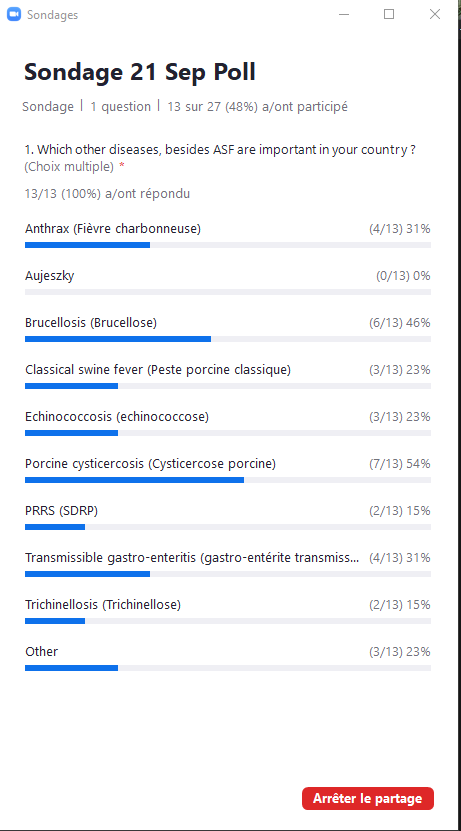 Sondages
Sondage 21 Sep Poll
Sondage | 1 question | 13 sur 27 (48%) a/ont participé
1. Which other diseases, besides ASF are important in your country ?
(Choix multiple) *
13/13 (100%) a/ont répondu
Anthrax (Fièvre charbonneuse) (4/13) 31%
Aujeszky (0/13) 0%
Brucellosis (Brucellose) (6/13) 46%
Classical swine fever (Peste porcine classique) (3/13) 23%
Echinococcosis (echinococcose) (3/13) 23%
Porcine cysticercosis (Cysticercose porcine) (7/13) 54%
PRRS (SDRP) (2/13) 15%
Transmissible gastro-enteritis (gastro-entérite transmiss... (4/13) 31%
Trichinellosis (Trichinellose) (2/13) 15%
Other (3/13) 23%
Arrêter le partage